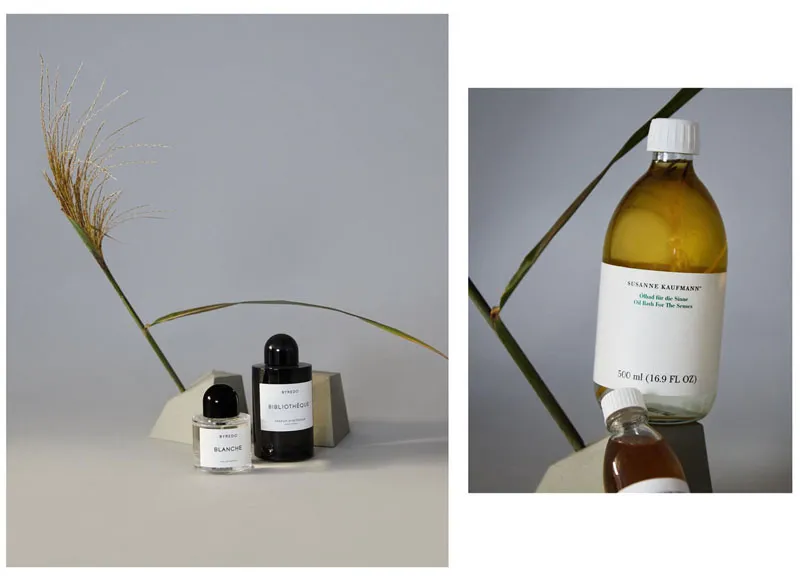 BYREDO
BLANCHE
BYREDO
BIBLIOTHÈQUE
SUSANNE KAUFMANN
Ölbad für die Sinne
Oil Bath For The Senses
500 ml (16.9 FL OZ)